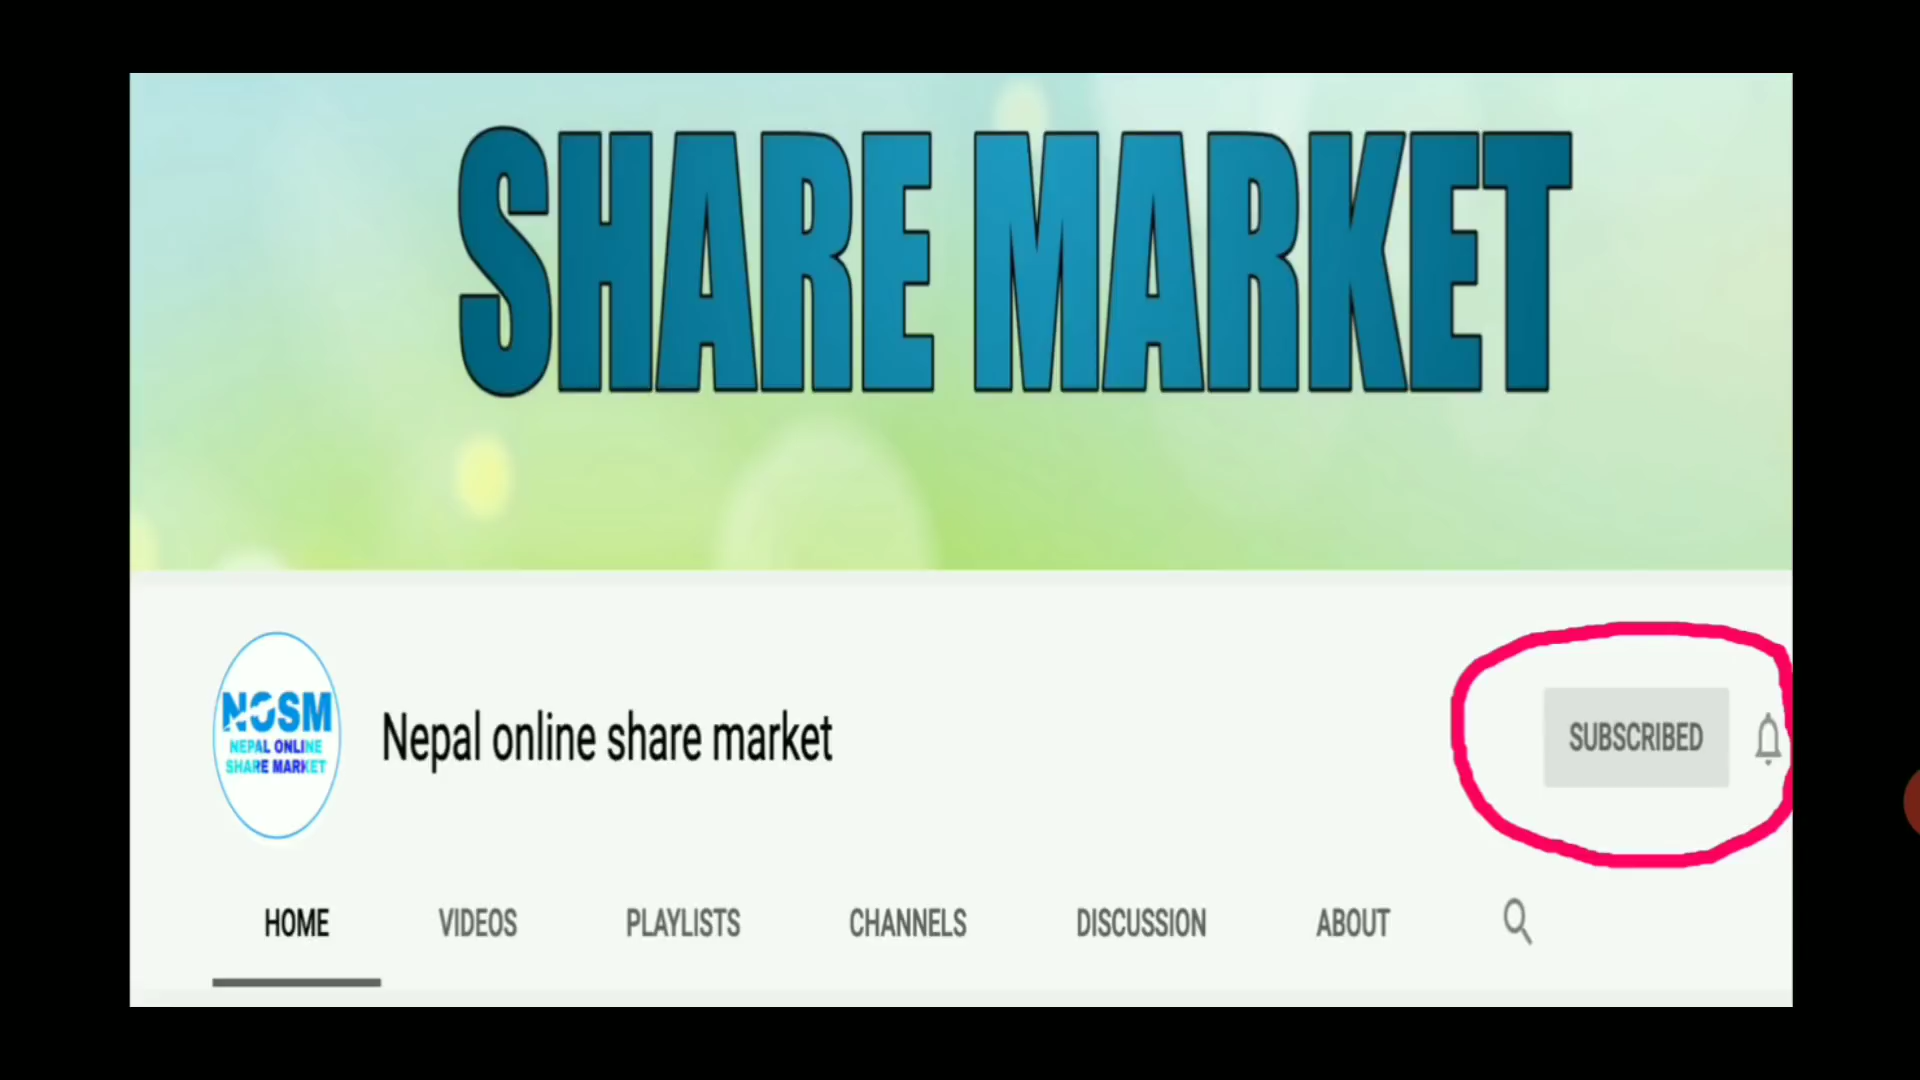 SHARE MARKET
NOSM
NEPAL ONLINE
SHARE MARKET
Nepal online share market
SUBSCRIBED
HOME VIDEOS PLAYLISTS CHANNELS DISCUSSION ABOUT